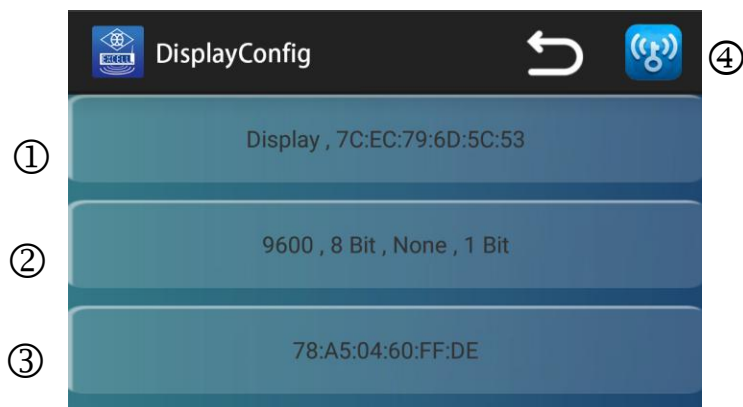 EXCELL
DisplayConfig
④
① Display , 7C:EC:79:6D:5C:53
② 9600 , 8 Bit , None , 1 Bit
③ 78:A5:04:60:FF:DE